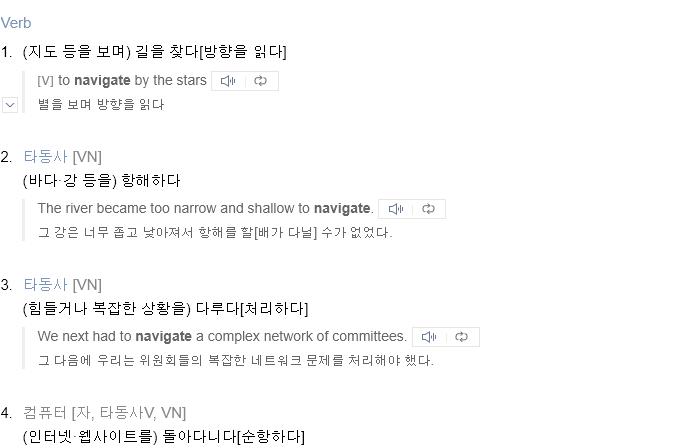 Verb
1. (지도 등을 보며) 길을 찾다[방향을 읽다]
[V] to navigate by the stars
별을 보며 방향을 읽다
2. 타동사 [VN]
(바다·강 등을) 항해하다
The river became too narrow and shallow to navigate.
그 강은 너무 좁고 낮아져서 항해를 할[배가 다닐] 수가 없었다.
3. 타동사 [VN]
(힘들거나 복잡한 상황을) 다루다[처리하다]
We next had to navigate a complex network of committees.
그 다음에 우리는 위원회들의 복잡한 네트워크 문제를 처리해야 했다.
4. 컴퓨터 [자, 타동사V, VN]
(인터넷·웹사이트를) 돌아다니다[순항하다]